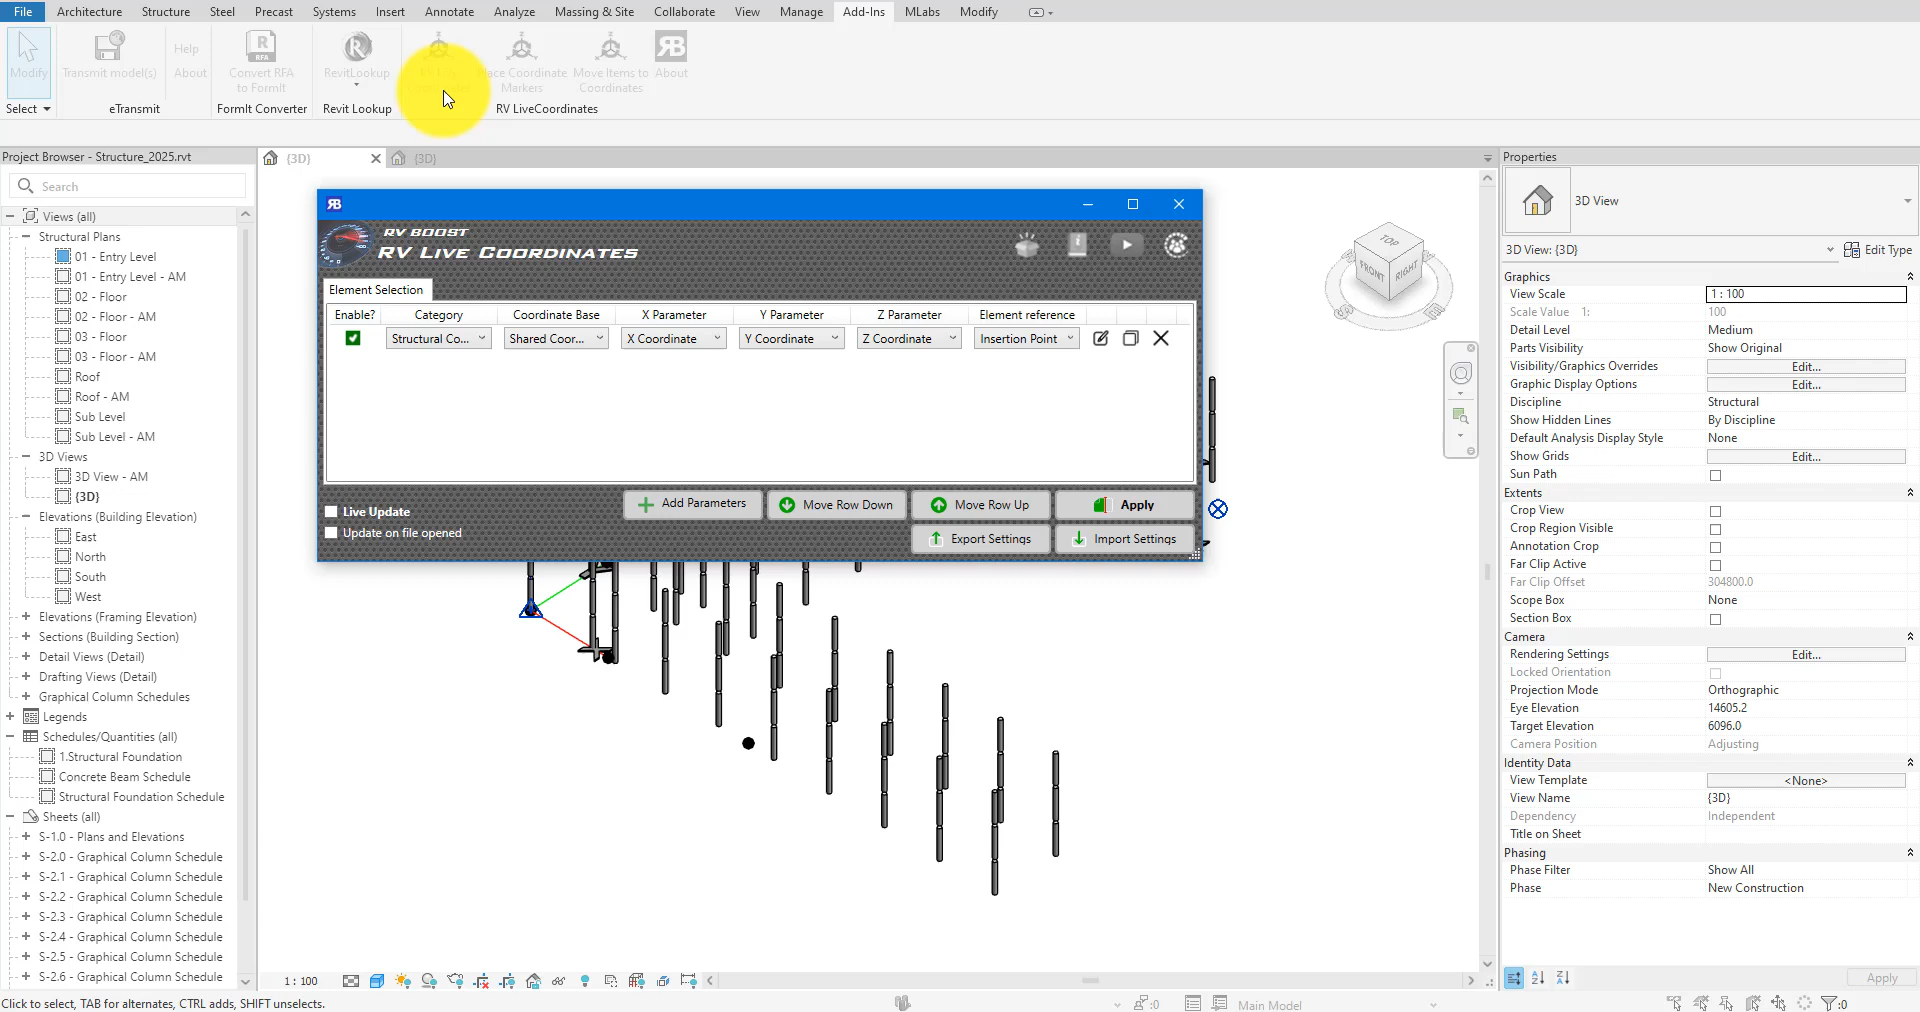 File Architecture Structure Steel Precast Systems Insert Annotate Analyze Massing & Site Collaborate View Manage Add-Ins MLabs Modify
Modify
Transmit model(s)
Help
About
Convert RFA
to FormIt
RevitLookup
Place Coordinate
Markers
Move Items to
Coordinates
About
Select
eTransmit
FormIt Converter
Revit Lookup
RV LiveCoordinates
Project Browser - Structure_2025.rvt
Search
Views (all)
Structural Plans
01 - Entry Level
01 - Entry Level - AM
02 - Floor
02 - Floor - AM
03 - Floor
03 - Floor - AM
Roof
Roof - AM
Sub Level
Sub Level - AM
3D Views
3D View - AM
{3D}
Elevations (Building Elevation)
East
North
South
West
Elevations (Framing Elevation)
Sections (Building Section)
Detail Views (Detail)
Drafting Views (Detail)
Graphical Column Schedules
Legends
Schedules/Quantities (all)
1.Structural Foundation
Concrete Beam Schedule
Structural Foundation Schedule
Sheets (all)
S-1.0 - Plans and Elevations
S-2.0 - Graphical Column Schedule
S-2.1 - Graphical Column Schedule
S-2.2 - Graphical Column Schedule
S-2.3 - Graphical Column Schedule
S-2.4 - Graphical Column Schedule
S-2.5 - Graphical Column Schedule
S-2.6 - Graphical Column Schedule
{3D} {3D}
RB
RV BOOST
RV LIVE COORDINATES
Element Selection
Enable? Category Coordinate Base X Parameter Y Parameter Z Parameter Element reference
Structural Co... Shared Coor... X Coordinate Y Coordinate Z Coordinate Insertion Point
Live Update
Update on file opened
Add Parameters Move Row Down Move Row Up Apply
Export Settings Import Settings
TOP
FRONT
RIGHT
1 : 100
Properties
3D View
3D View: {3D} Edit Type
Graphics
View Scale 1 : 100
Scale Value 1: 100
Detail Level Medium
Parts Visibility Show Original
Visibility/Graphics Overrides Edit...
Graphic Display Options Edit...
Discipline Structural
Show Hidden Lines By Discipline
Default Analysis Display Style None
Show Grids Edit...
Sun Path
Extents
Crop View
Crop Region Visible
Annotation Crop
Far Clip Active
Far Clip Offset 304800.0
Scope Box None
Section Box
Camera
Rendering Settings Edit...
Locked Orientation
Projection Mode Orthographic
Eye Elevation 14605.2
Target Elevation 6096.0
Camera Position Adjusting
Identity Data
View Template <None>
View Name {3D}
Dependency Independent
Title on Sheet
Phasing
Phase Filter Show All
Phase New Construction
Apply
Click to select, TAB for alternates, CTRL adds, SHIFT unselects.
:0
Main Model
:0